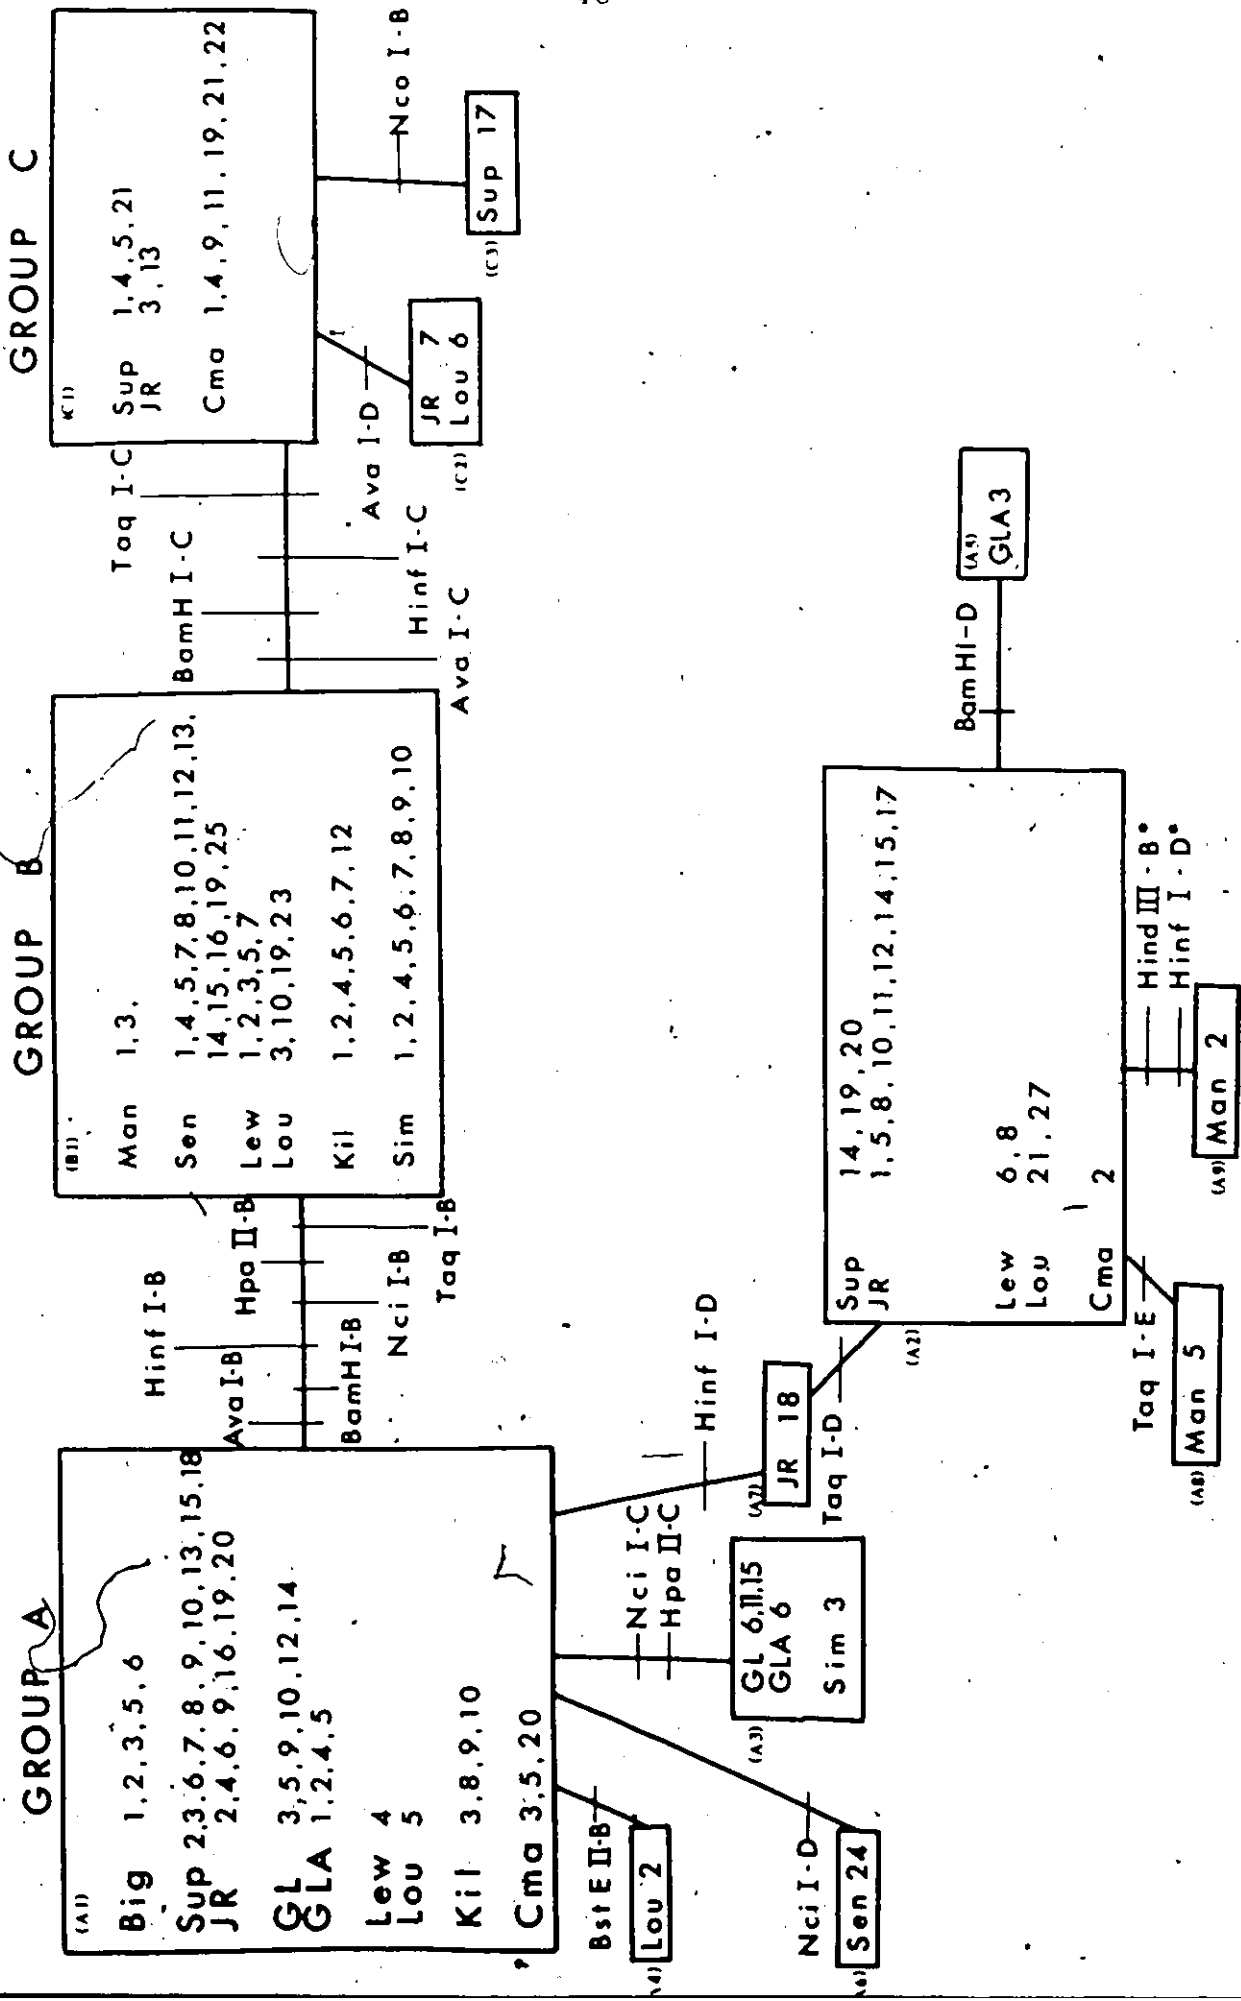 GROUP A
(A1)
Big 1,2,3,5,6
Sup 2,3,6,7,8,9,10,13,15,18
JR 2,4,6,9,16,19,20
GL 3,5,9,10,12,14
GLA 1,2,4,5
Lew 4
Lou 5
Kil 3,8,9,10
Cma 3,5,20
Ava I-B
BamH I-B
Hinf I-B
Nci I-B
Hpa II-B
Taq I-B
GROUP B
(B1)
Man 1,3,
Sen 1,4,5,7,8,10,11,12,13,
14,15,16,19,25
Lew 1,2,3,5,7
Lou 3,10,19,23
Kil 1,2,4,5,6,7,12
Sim 1,2,4,5,6,7,8,9,10
Ava I-C
BamH I-C
Hinf I-C
Taq I-C
GROUP C
(C1)
Sup 1,4,5,21
JR 3,13
Cma 1,4,9,11,19,21,22
Ava I-D
(C2)
JR 7
Lou 6
Nco I-B
(C3)
Sup 17
Bst E II-B
A4)
Lou 2
Nci I-D
A6)
Sen 24
Nci I-C
Hpa II-C
(A3)
GL 6,11,15
GLA 6
Sim 3
Hinf I-D
(A7)
JR 18
Taq I-D
(A2)
Sup 14,19,20
JR 1,5,8,10,11,12,14,15,17
Lew 6,8
Lou 21,27
Cma 2
BamHI-D
(A5)
GLA3
Taq I-E
(A8)
Man 5
Hind III-B*
Hinf I-D*
(A9)
Man 2